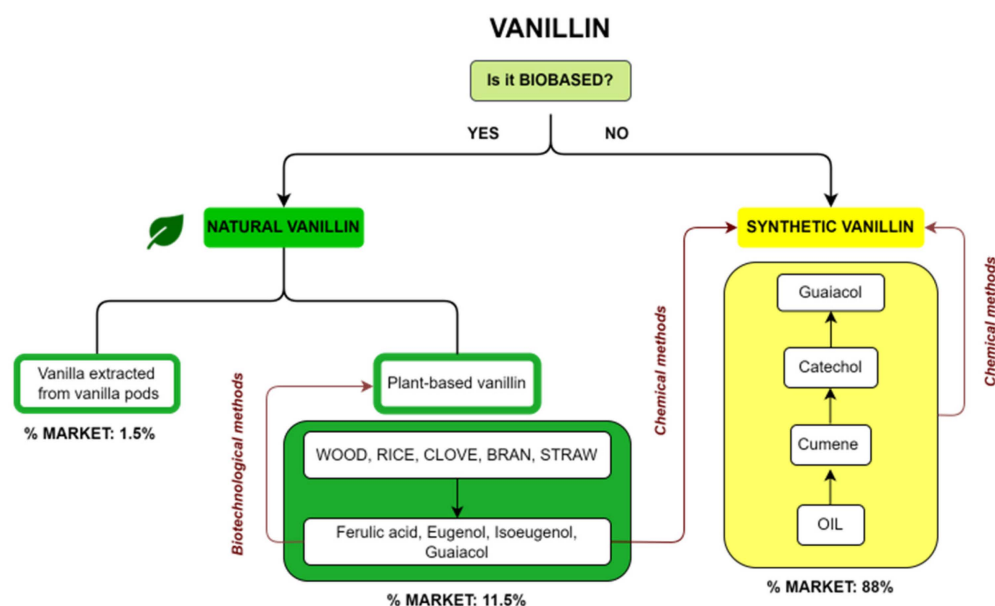 VANILLIN
Is it BIOBASED?
YES
NO
NATURAL VANILLIN
SYNTHETIC VANILLIN
Vanilla extracted
from vanilla pods
% MARKET: 1.5%
Biotechnological methods
Plant-based vanillin
WOOD, RICE, CLOVE, BRAN, STRAW
Ferulic acid, Eugenol, Isoeugenol,
Guaiacol
% MARKET: 11.5%
Chemical methods
Guaiacol
Catechol
Cumene
OIL
% MARKET: 88%
Chemical methods